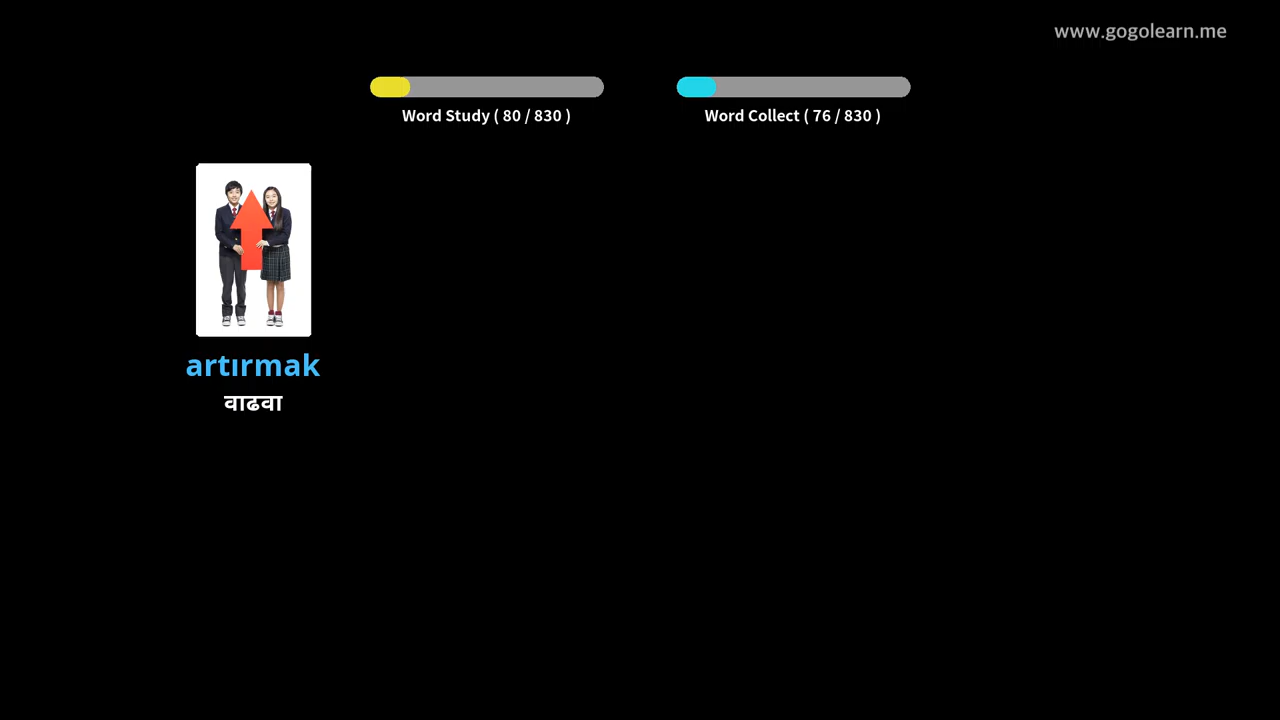 www.gogolearn.me
Word Study ( 80 / 830 )
Word Collect ( 76 / 830 )
artırmak
वाढवा